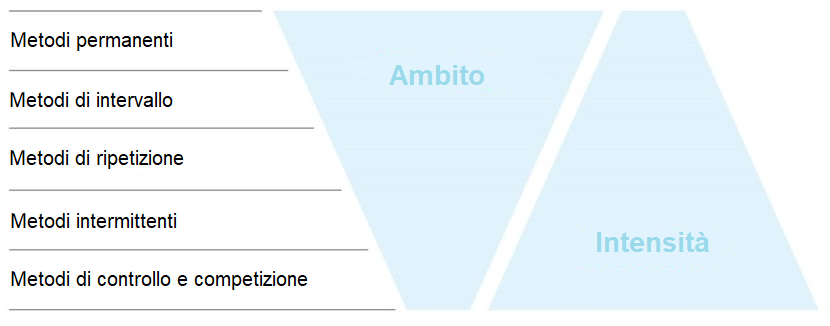 Metodi permanenti
Ambito
Metodi di intervallo
Metodi di ripetizione
Metodi intermittenti
Intensità
Metodi di controllo e competizione